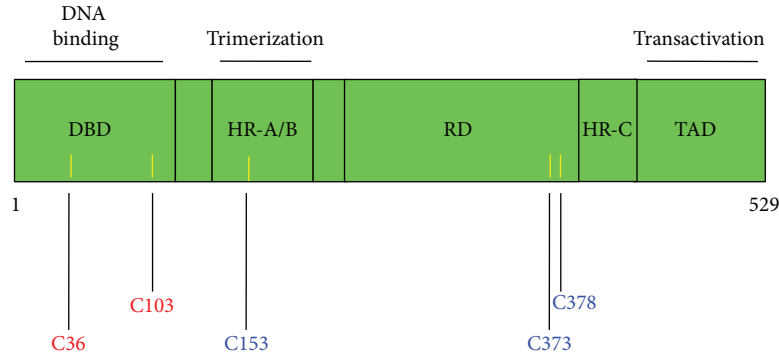 DNA
binding
Trimerization
Transactivation
DBD
HR-A/B
RD
HR-C
TAD
1
529
C103
C378
C36
C153
C373